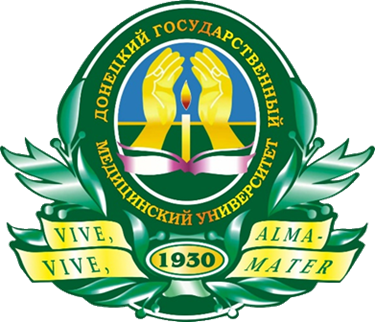 ДОНЕЦКИЙ ГОСУДАРСТВЕННЫЙ
МЕДИЦИНСКИЙ УНИВЕРСИТЕТ
VIVE,
VIVE,
1930
ALMA-
MATER